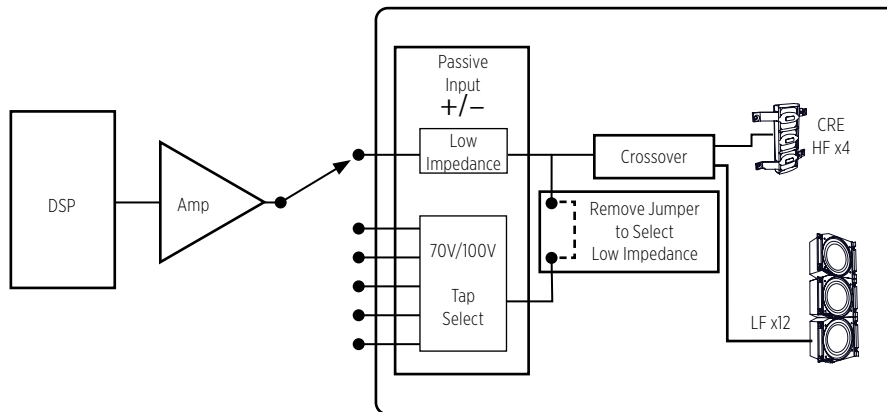 DSP
Amp
Passive
Input
+/−
Low
Impedance
70V/100V
Tap
Select
Crossover
Remove Jumper
to Select
Low Impedance
CRE
HF x4
LF x12